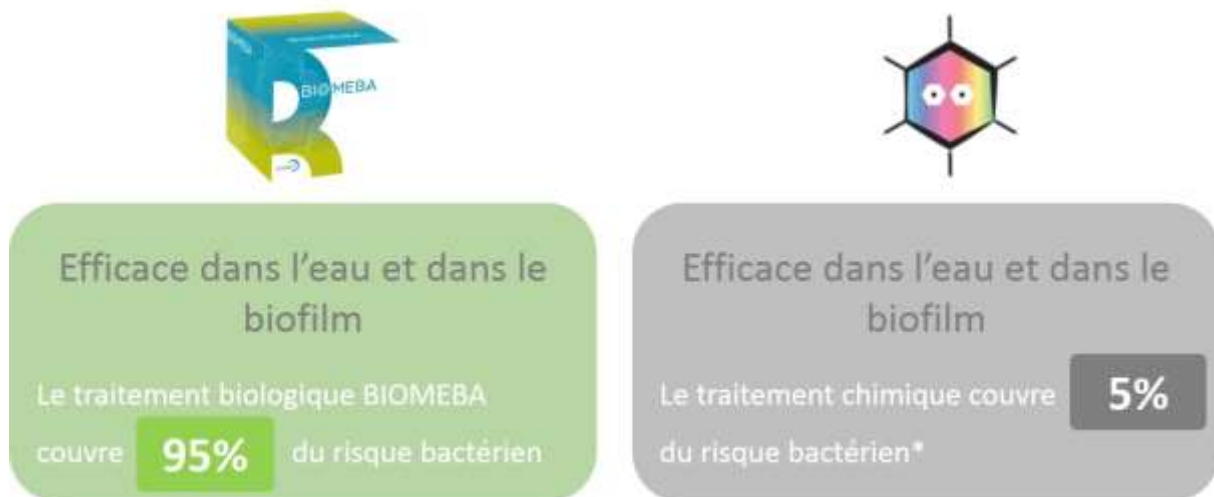 BIOMEBA
Efficace dans l'eau et dans le
biofilm
Le traitement biologique BIOMEBA
couvre 95% du risque bactérien
Efficace dans l'eau et dans le
biofilm
Le traitement chimique couvre 5%
du risque bactérien*